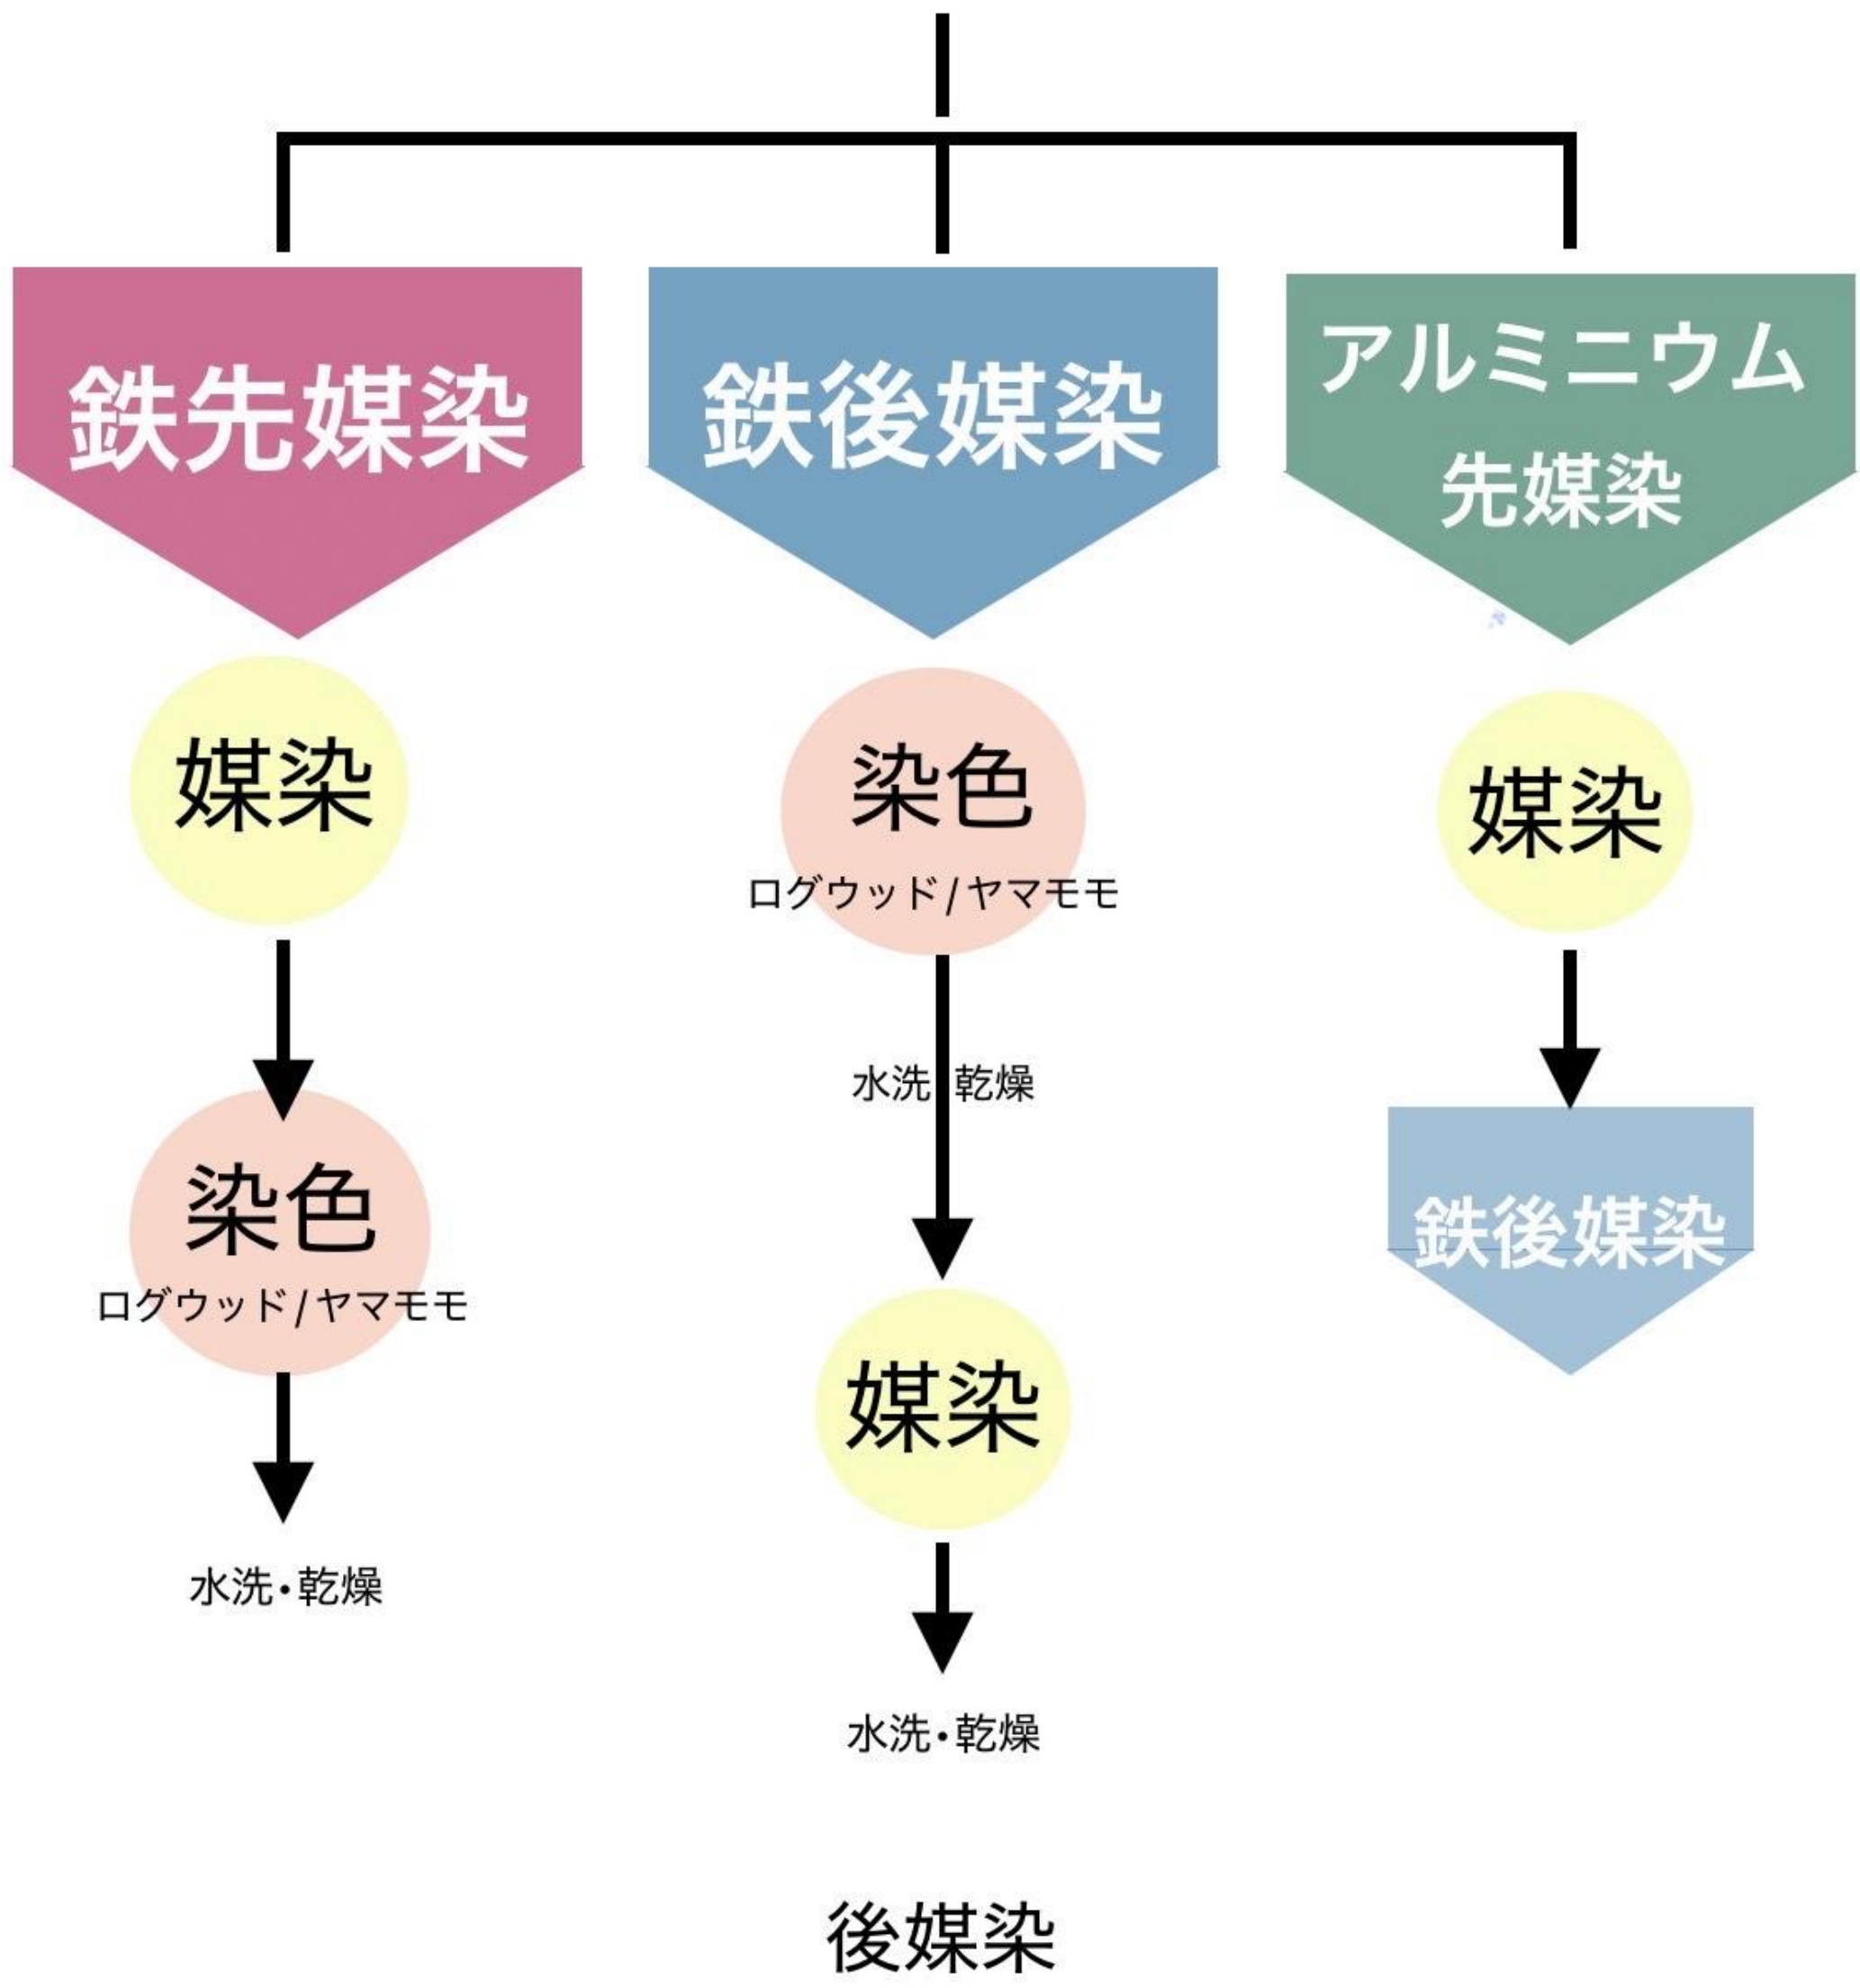 鉄先媒染
鉄後媒染
アルミニウム
先媒染
媒染
染色
ログウッド/ヤマモモ
水洗・乾燥
染色
ログウッド/ヤマモモ
水洗 乾燥
媒染
水洗・乾燥
媒染
鉄後媒染
後媒染